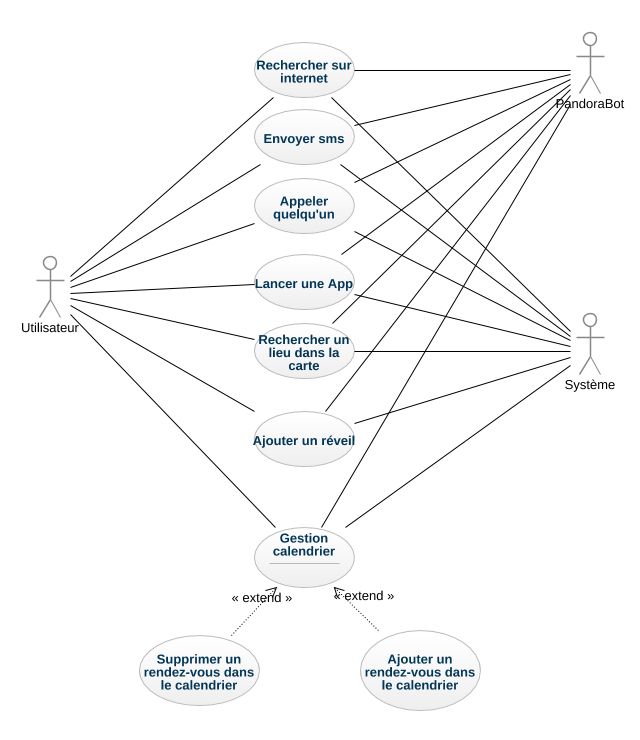 Rechercher sur
internet
PandoraBot
Envoyer sms
Appeler
quelqu'un
Lancer une App
Utilisateur
Rechercher un
lieu dans la
carte
Système
Ajouter un réveil
Gestion
calendrier
« extend »
« extend »
Supprimer un
rendez-vous dans
le calendrier
Ajouter un
rendez-vous dans
le calendrier